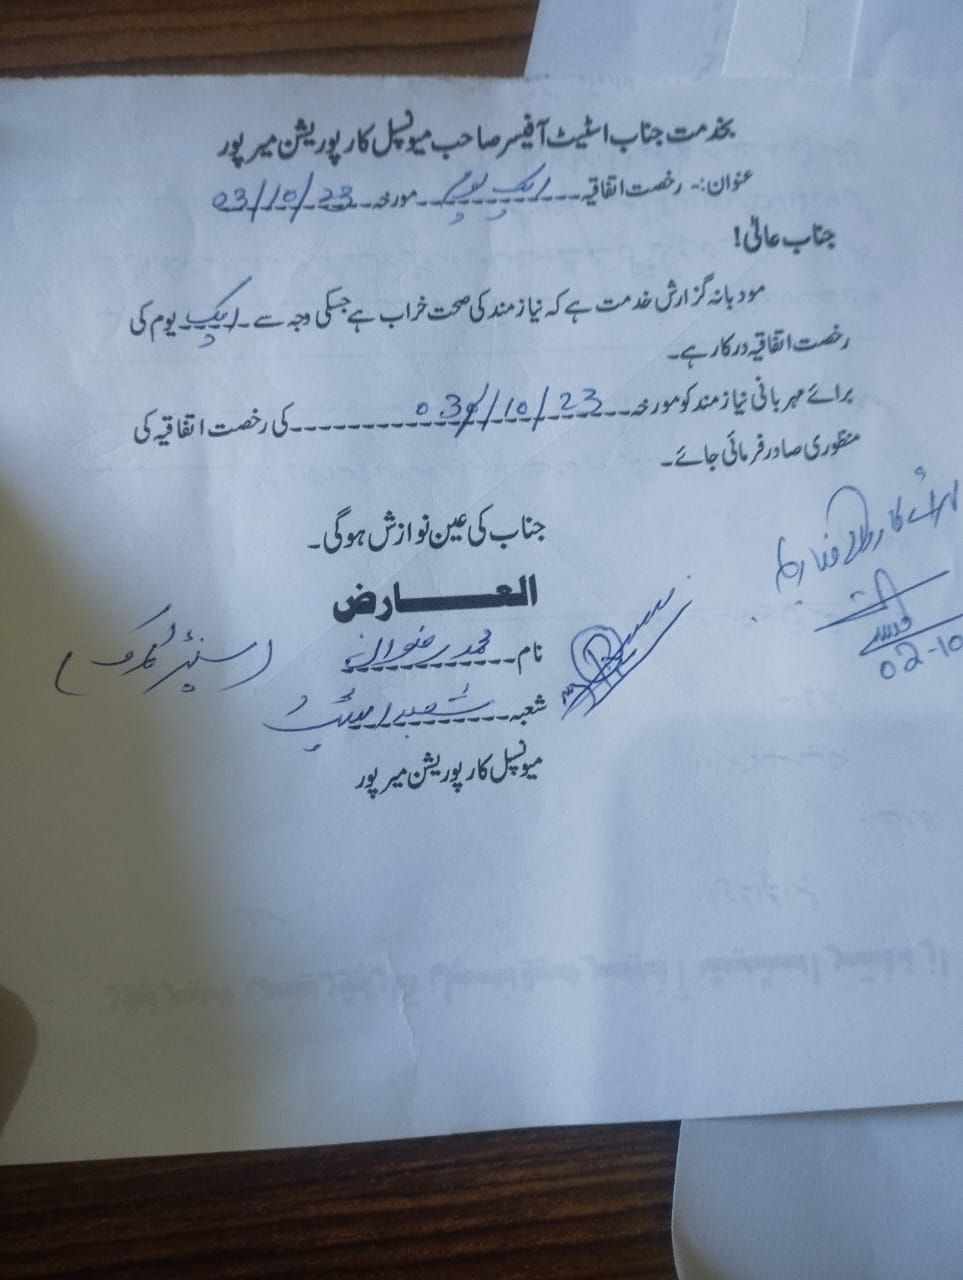 بخدمت جناب اسٹیٹ آفیسر صاحب میونسپل کارپوریشن میرپور
عنوان:۔ رخصت اتفاقیہ ایک یوم مورخہ 03/10/23
جناب عالی!
مودبانہ گزارش خدمت ہے کہ نیازمند کی صحت خراب ہے جسکی وجہ سے ایک یوم کی
رخصت اتفاقیہ درکار ہے۔
برائے مہربانی نیازمند کو مورخہ 03/10/23 کی رخصت اتفاقیہ کی
منظوری صادر فرمائی جائے۔
جناب کی عین نوازش ہوگی۔
العارض
نام محمد رضوان (سنیئر کلرک)
شعبہ شعبہ اسٹیٹ
میونسپل کارپوریشن میرپور
02-10